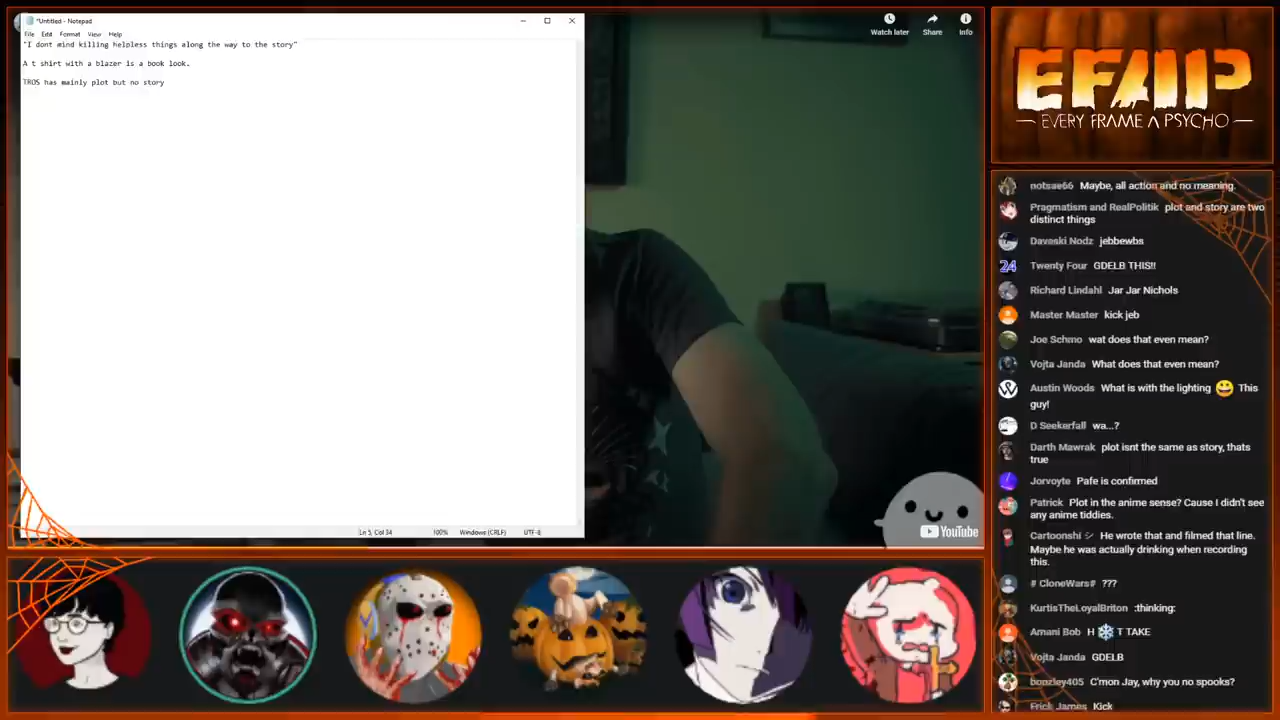 *Untitled - Notepad
File Edit Format View Help
"I dont mind killing helpless things along the way to the story"
A t shirt with a blazer is a book look.
TROS has mainly plot but no story
Ln 5, Col 34 100% Windows (CRLF) UTF-8
Watch later Share Info
YouTube
EFAP
EVERY FRAME A PSYCHO
notsae66 Maybe, all action and no meaning.
Pragmatism and RealPolitik plot and story are two
distinct things
Daveski Nodz jebbewbs
24 Twenty Four GDELB THIS!!
Richard Lindahl Jar Jar Nichols
Master Master kick jeb
Joe Schmo wat does that even mean?
Vojta Janda What does that even mean?
Austin Woods What is with the lighting 😀 This
guy!
D Seekerfall wa...?
Darth Mawrak plot isnt the same as story, thats
true
Jorvoyte Pafe is confirmed
Patrick Plot in the anime sense? Cause I didn't see
any anime tiddies.
Cartoonshi シ He wrote that and filmed that line.
Maybe he was actually drinking when recording
this.
# CloneWars# ???
KurtisTheLoyalBriton :thinking:
Amani Bob H❄️T TAKE
Vojta Janda GDELB
bonzley405 C'mon Jay, why you no spooks?
Erick James Kick